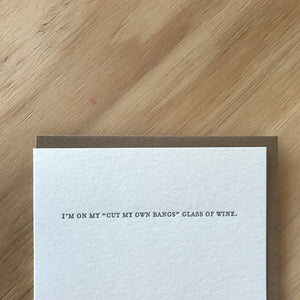 I'M ON MY "CUT MY OWN BANGS" GLASS OF WINE.